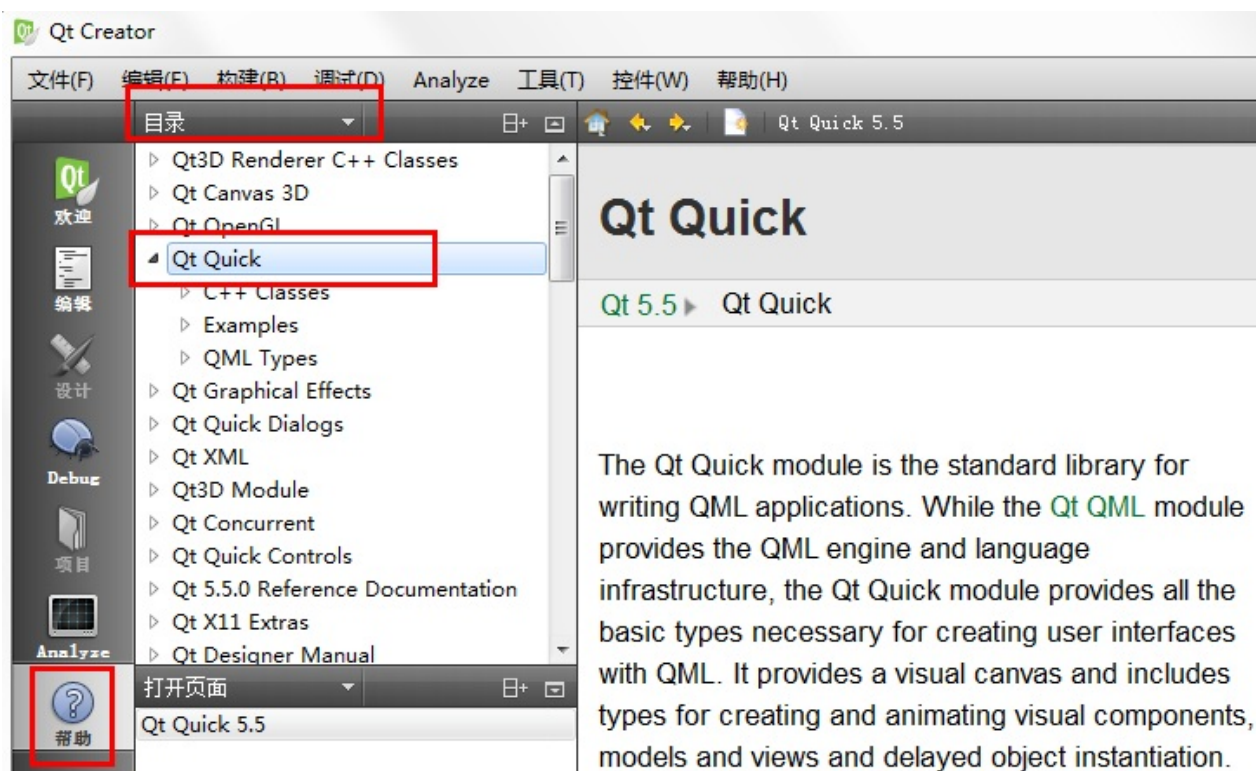 Qt Creator
文件(F) 编辑(E) 构建(B) 调试(D) Analyze 工具(T) 控件(W) 帮助(H)
目录
Qt Quick 5.5
Qt
欢迎
编辑
设计
Debug
项目
Analyze
帮助
Qt3D Renderer C++ Classes
Qt Canvas 3D
Qt OpenGL
Qt Quick
C++ Classes
Examples
QML Types
Qt Graphical Effects
Qt Quick Dialogs
Qt XML
Qt3D Module
Qt Concurrent
Qt Quick Controls
Qt 5.5.0 Reference Documentation
Qt X11 Extras
Qt Designer Manual
打开页面
Qt Quick 5.5
Qt Quick
Qt 5.5 Qt Quick
The Qt Quick module is the standard library for
writing QML applications. While the Qt QML module
provides the QML engine and language
infrastructure, the Qt Quick module provides all the
basic types necessary for creating user interfaces
with QML. It provides a visual canvas and includes
types for creating and animating visual components,
models and views and delayed object instantiation.